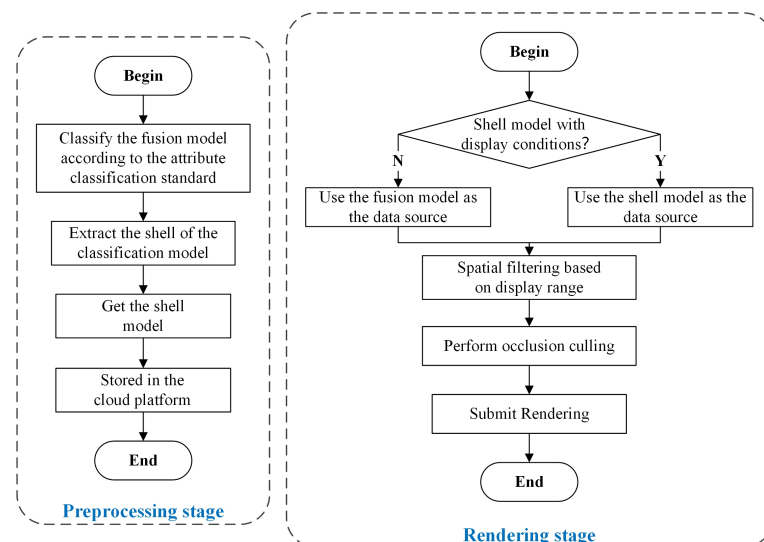 Begin
Classify the fusion model
according to the attribute
classification standard
Extract the shell of the
classification model
Get the shell
model
Stored in the
cloud platform
End
Preprocessing stage
Begin
Shell model with
display conditions?
N
Y
Use the fusion model as
the data source
Use the shell model as the
data source
Spatial filtering based
on display range
Perform occlusion culling
Submit Rendering
End
Rendering stage